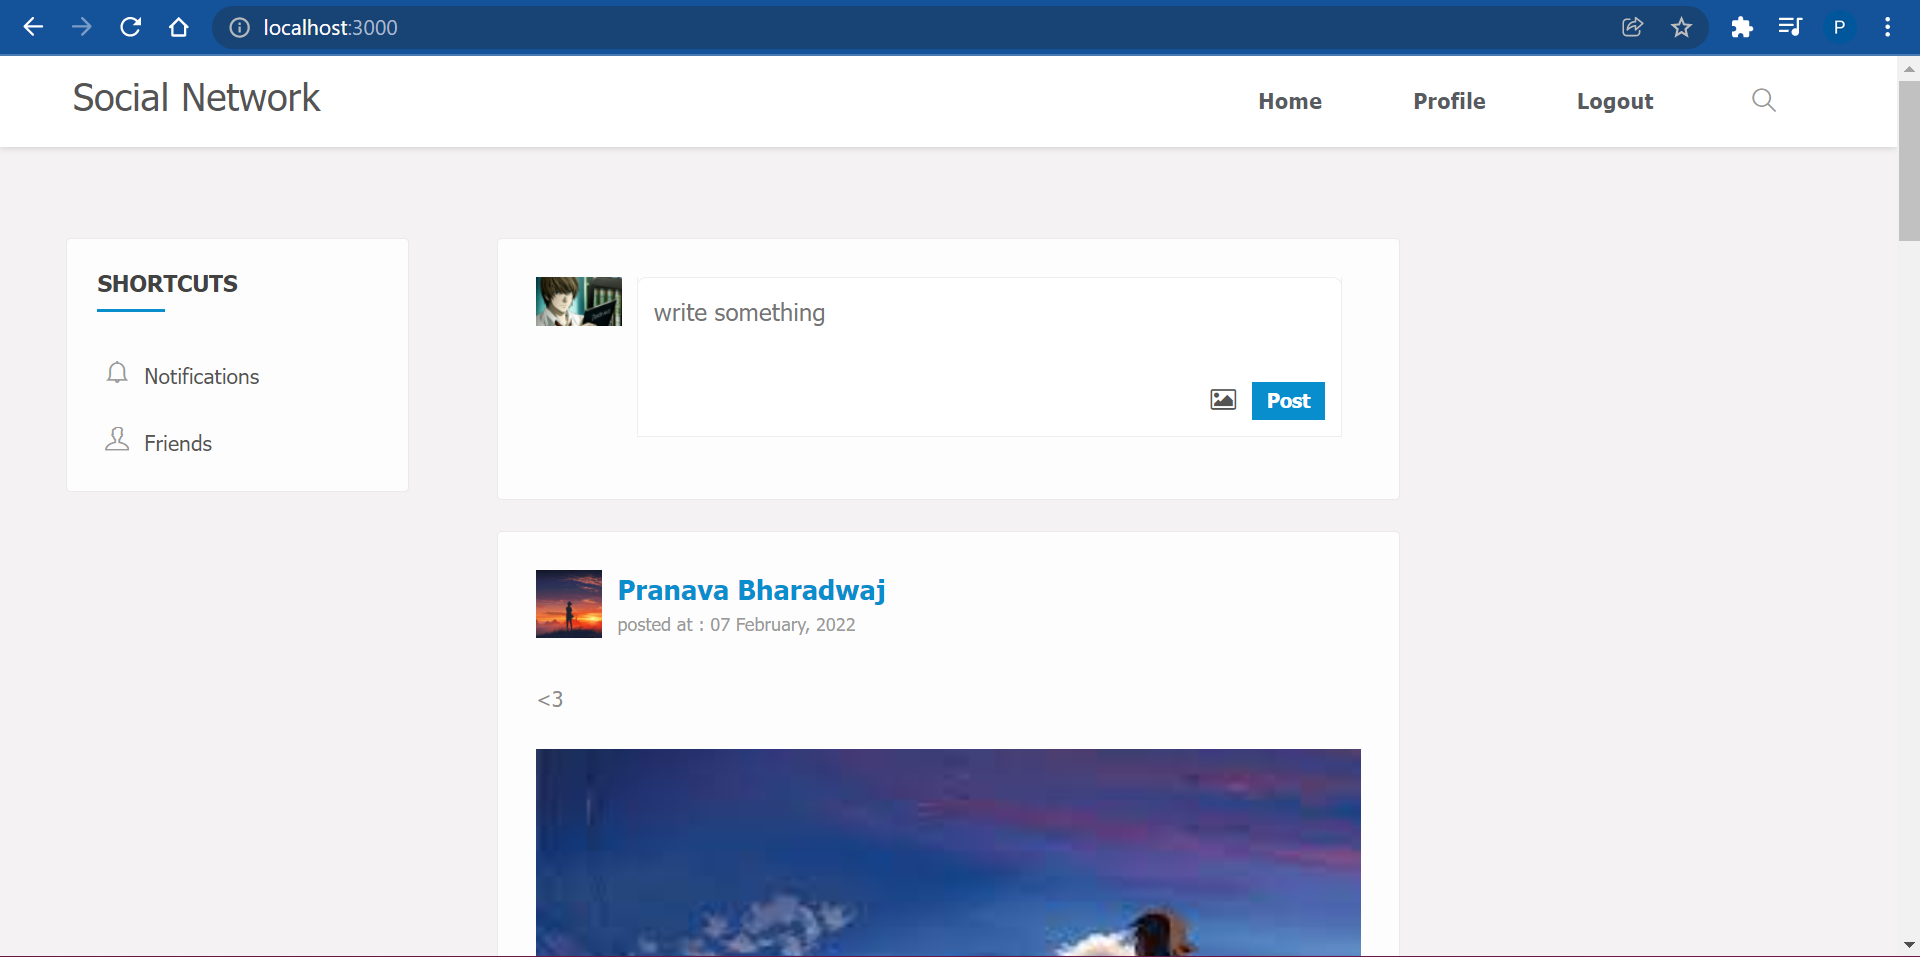 localhost:3000
P
Social Network
Home Profile Logout
SHORTCUTS
Notifications
Friends
write something
Post
Pranava Bharadwaj
posted at : 07 February, 2022
<3